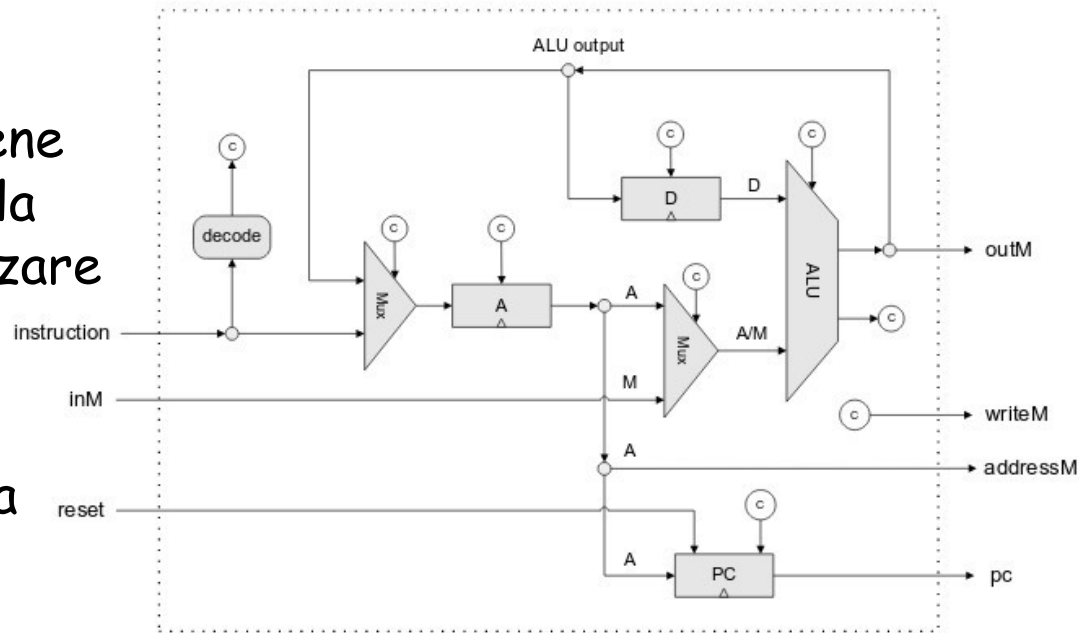 ene
la
zare
a
ALU output
c
decode
instruction
inM
reset
Mux
c
A
c
D
c
D
A
M
A
A
Mux
c
A/M
ALU
c
c
outM
c
writeM
addressM
PC
c
pc